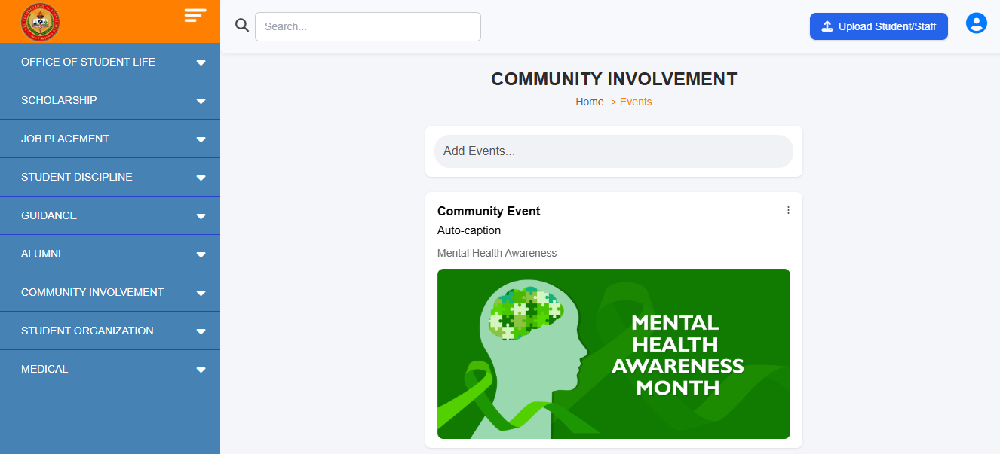 OFFICE OF STUDENT LIFE
SCHOLARSHIP
JOB PLACEMENT
STUDENT DISCIPLINE
GUIDANCE
ALUMNI
COMMUNITY INVOLVEMENT
STUDENT ORGANIZATION
MEDICAL
Search...
Upload Student/Staff
COMMUNITY INVOLVEMENT
Home > Events
Add Events...
Community Event
Auto-caption
Mental Health Awareness
MENTAL
HEALTH
AWARENESS
MONTH